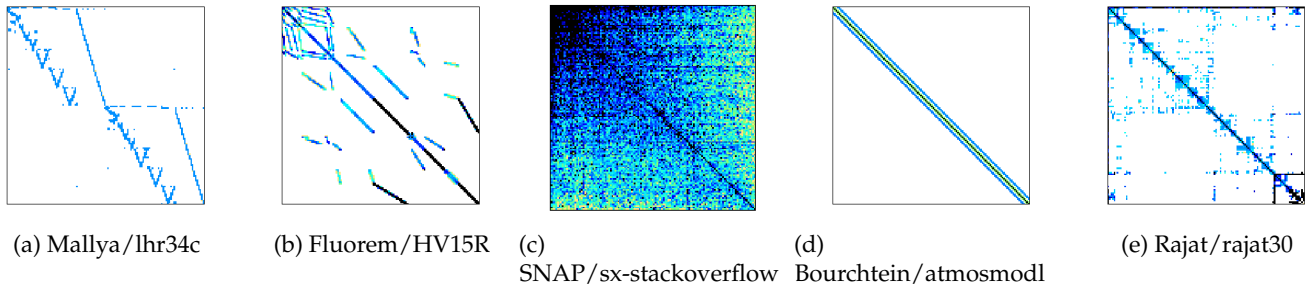 (a) Mallya/lhr34c
(b) Fluorem/HV15R
(c)
SNAP/sx-stackoverflow
(d)
Bourchtein/atmosmodl
(e) Rajat/rajat30